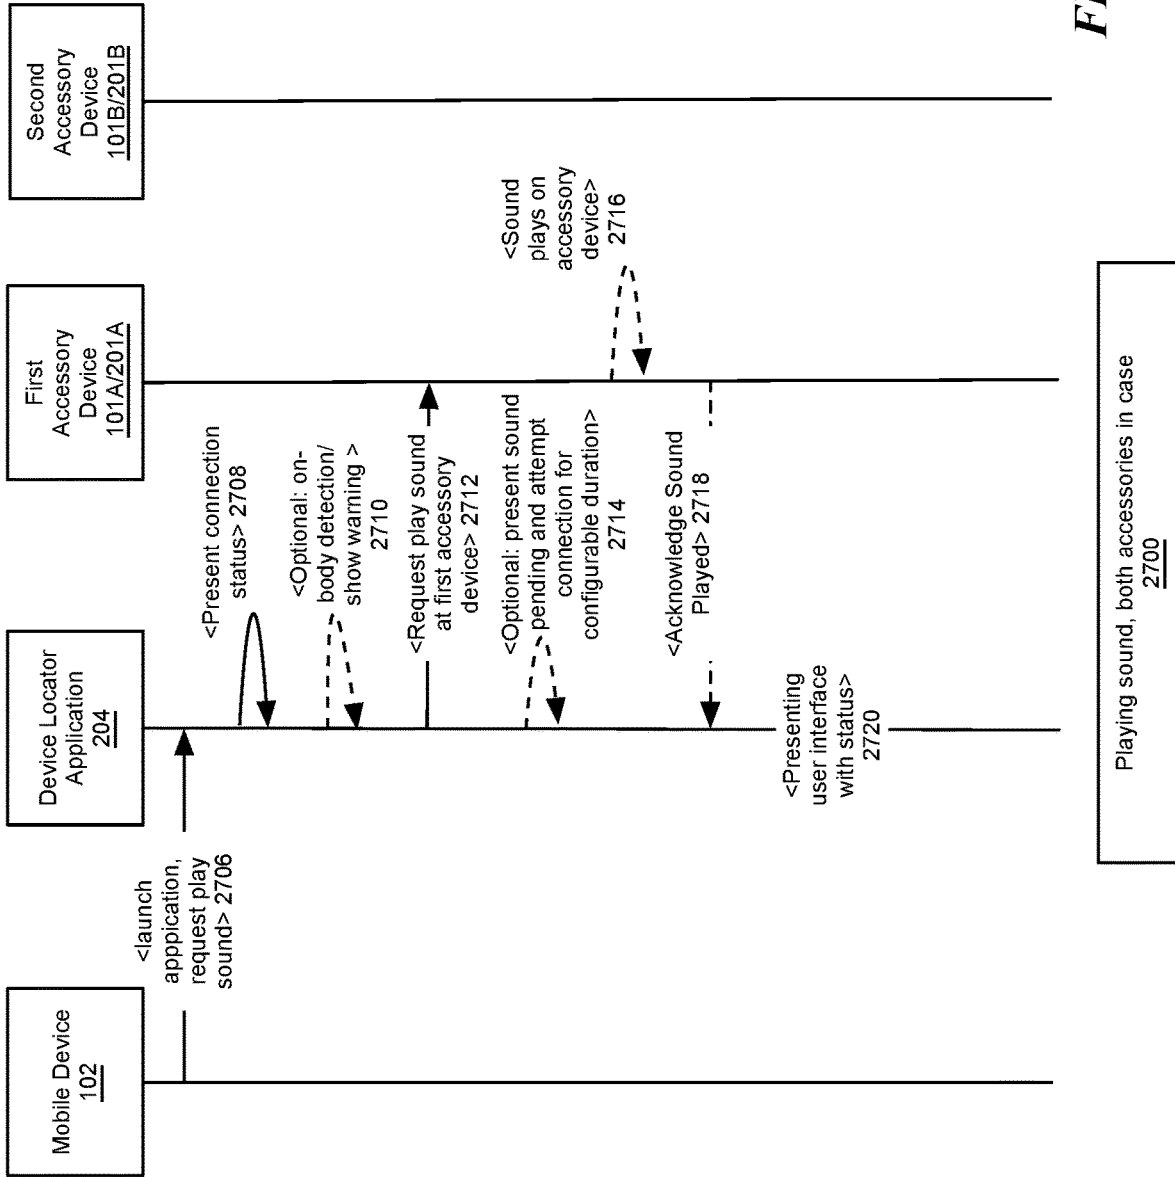 Mobile Device
102
Device Locator
Application
204
First
Accessory
Device
101A/201A
Second
Accessory
Device
101B/201B
<launch
apppication,
request play
sound> 2706
<Present connection
status> 2708
<Optional: on-
body detection/
show warning >
2710
<Request play sound
at first accessory
device> 2712
<Optional: present sound
pending and attempt
connection for
configurable duration>
2714
<Sound
plays on
accessory
device>
2716
<Acknowledge Sound
Played> 2718
<Presenting
user interface
with status>
2720
Playing sound, both accessories in case
2700